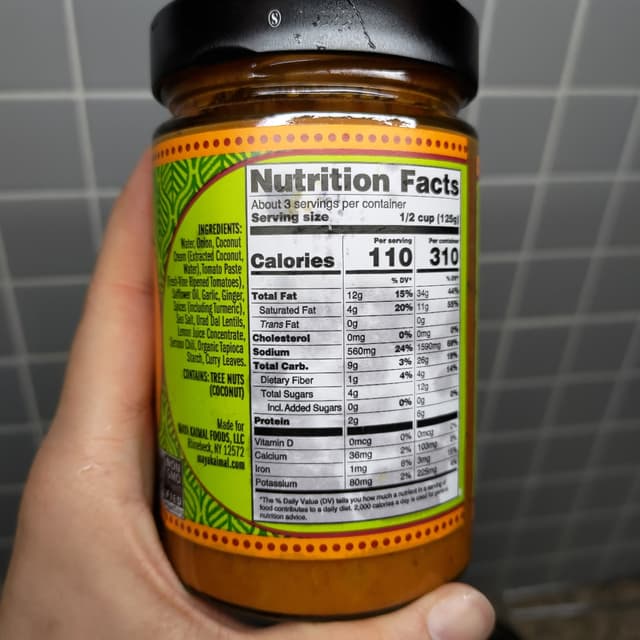 Nutrition Facts
About 3 servings per container
Serving size 1/2 cup (125g)
Per serving Per container
Calories 110 310
% DV* % DV*
Total Fat 12g 15% 34g 44%
Saturated Fat 4g 20% 11g 55%
Trans Fat 0g 0g
Cholesterol 0mg 0% 0mg 0%
Sodium 560mg 24% 1590mg 69%
Total Carb. 9g 3% 26g
Dietary Fiber 1g 4% 4g 14%
Total Sugars 4g 12g
Incl. Added Sugars 0g 0% 0g 0%
Protein 2g 6g
Vitamin D 0mcg 0% 0mcg
Calcium 36mg 2% 103mg
Iron 1mg 6% 3mg
Potassium 80mg 2% 225mg
*The % Daily Value (DV) tells you how much a nutrient in a serving of
food contributes to a daily diet. 2,000 calories a day is used for general
nutrition advice.
INGREDIENTS:
Water, Onion, Coconut
Cream (Extracted Coconut,
Water), Tomato Paste
(Fresh Vine Ripened Tomatoes),
Sunflower Oil, Garlic, Ginger,
Spices (including Turmeric),
Sea Salt, Urad Dal Lentils,
Lemon Juice Concentrate,
Serrano Chili, Organic Tapioca
Starch, Curry Leaves.
CONTAINS: TREE NUTS
(COCONUT)
Made for
MAYA KAIMAL FOODS, LLC
Rhinebeck, NY 12572
mayakaimal.com
NON
GMO